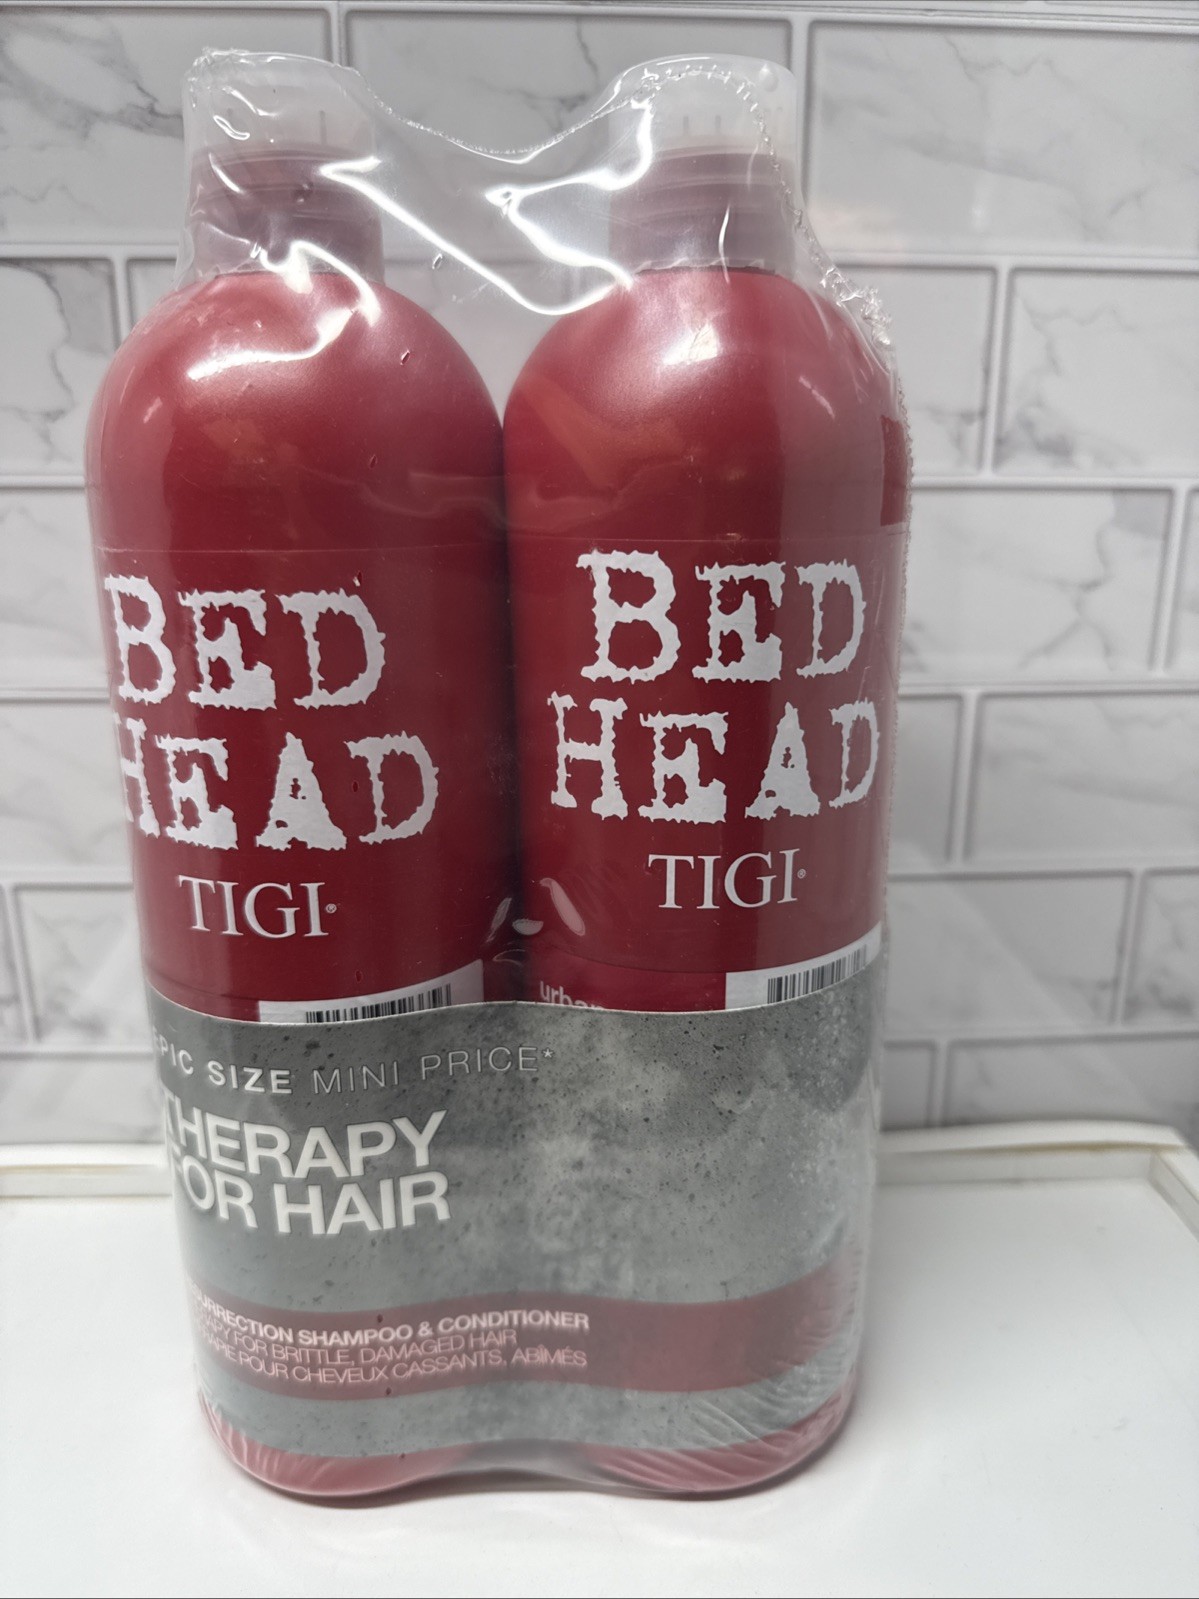 BED
HEAD
TIGI®
BED
HEAD
TIGI®
EPIC SIZE MINI PRICE*
THERAPY
FOR HAIR
SURRECTION SHAMPOO & CONDITIONER
RAPY FOR BRITTLE, DAMAGED HAIR
RAPIE POUR CHEVEUX CASSANTS, ABÎMÉS